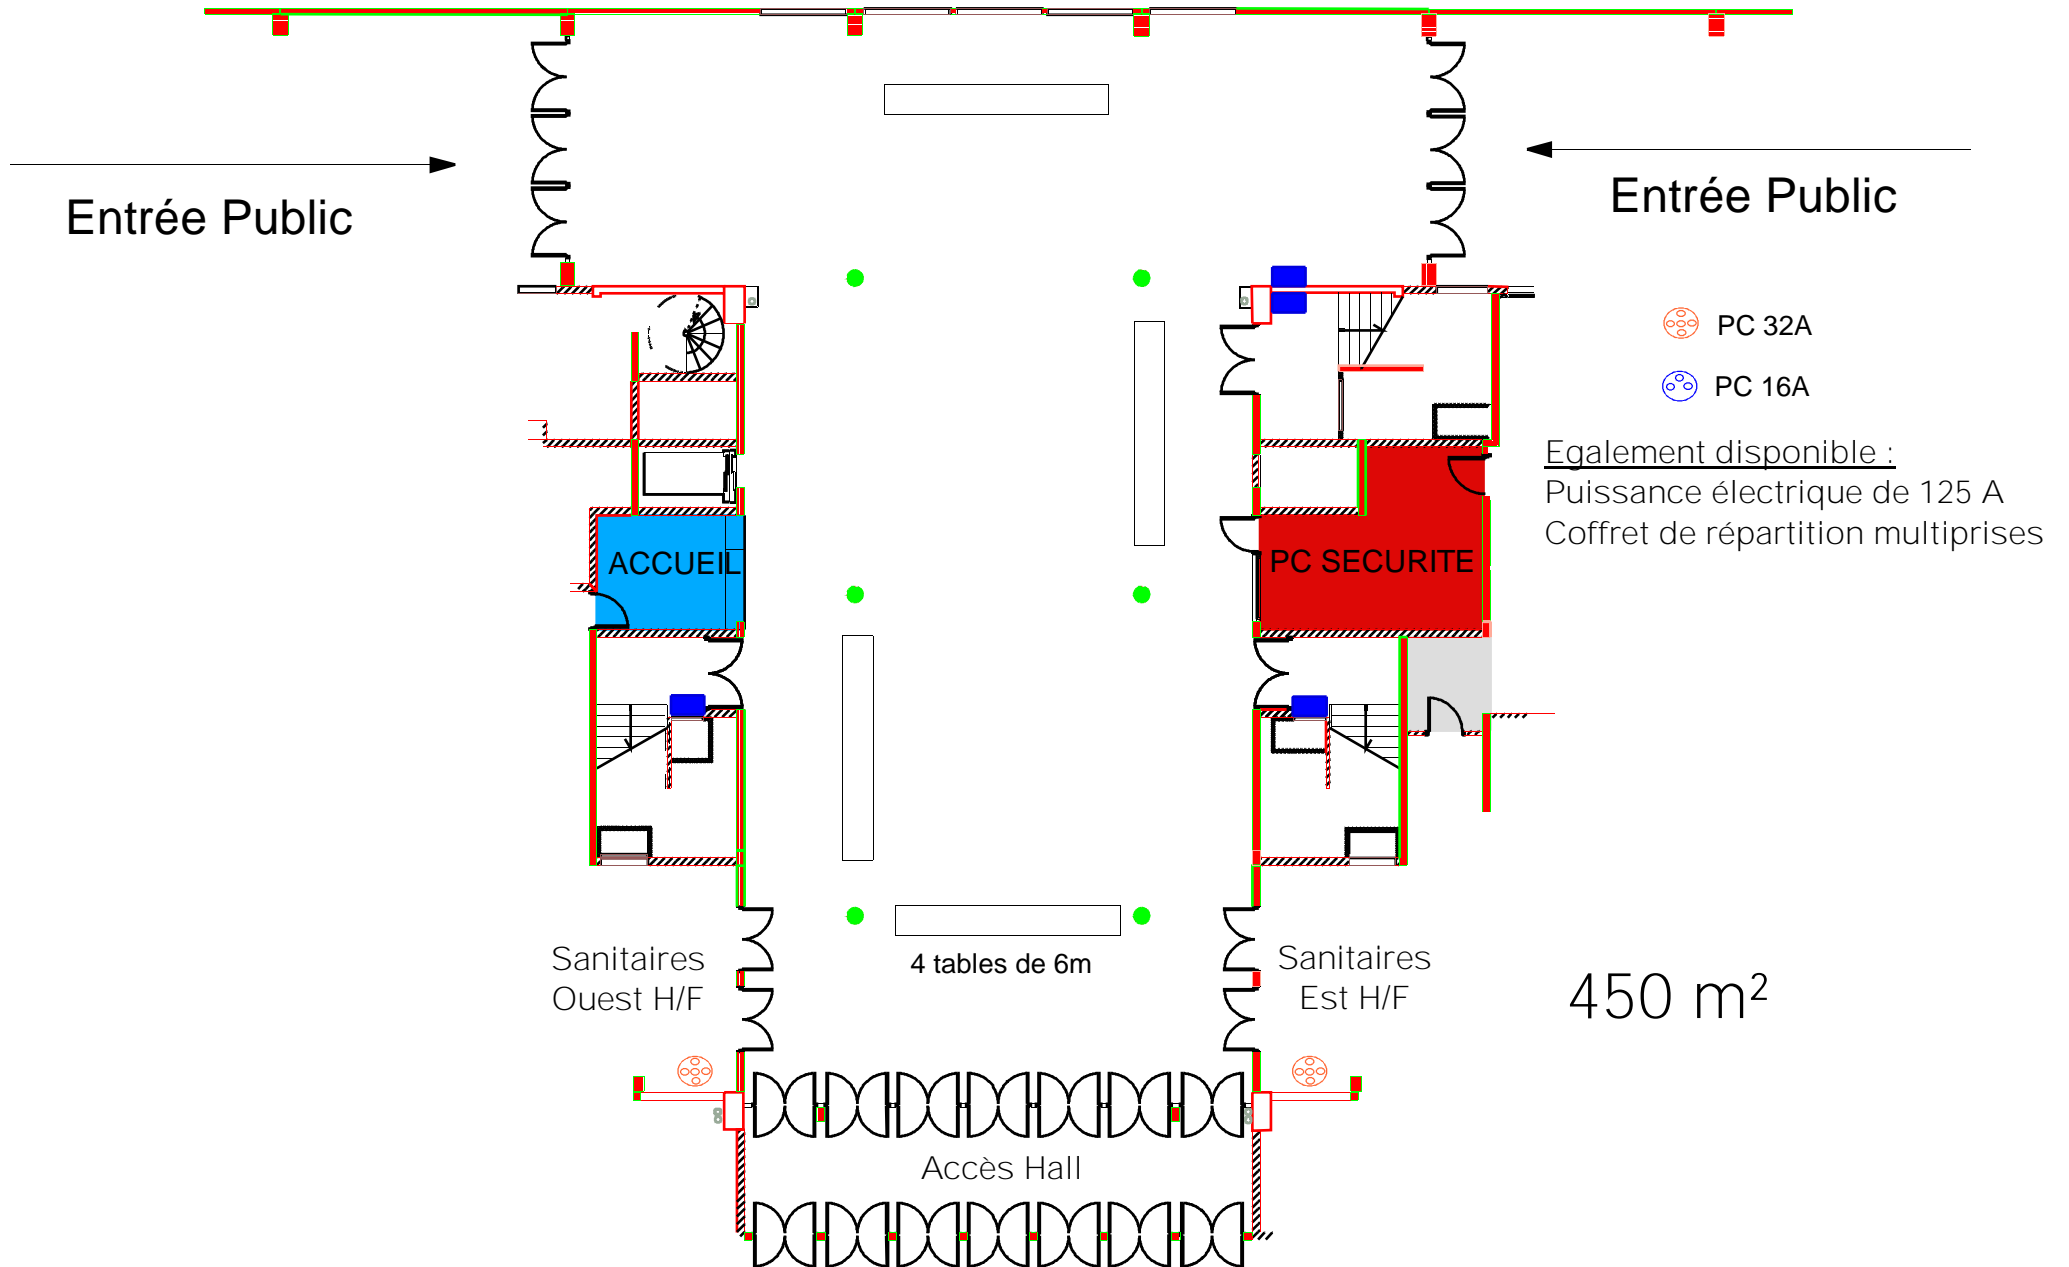 Entrée Public
Entrée Public
PC 32A
PC 16A
Egalement disponible :
Puissance électrique de 125 A
Coffret de répartition multiprises
ACCUEIL
PC SECURITE
Sanitaires
Ouest H/F
4 tables de 6m
Sanitaires
Est H/F
450 m²
Accès Hall